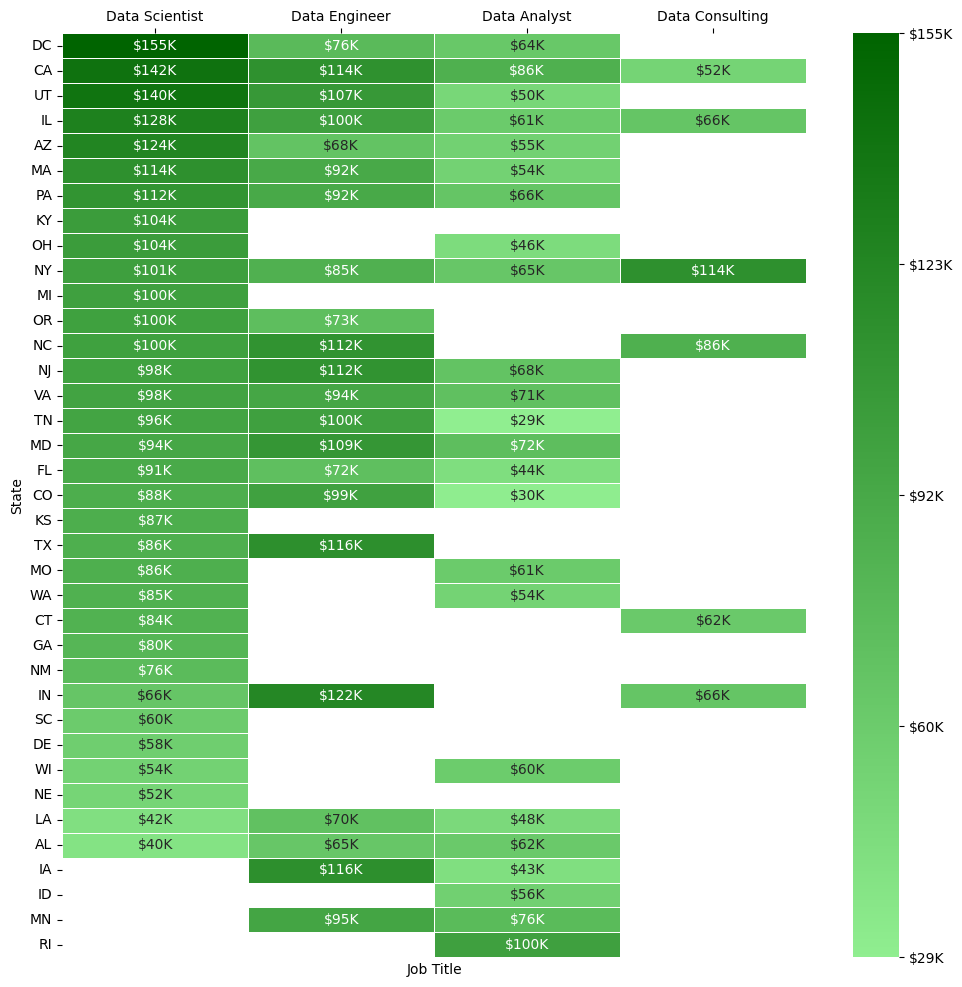 Data Scientist Data Engineer Data Analyst Data Consulting
DC $155K $76K $64K
CA $142K $114K $86K $52K
UT $140K $107K $50K
IL $128K $100K $61K $66K
AZ $124K $68K $55K
MA $114K $92K $54K
PA $112K $92K $66K
KY $104K
OH $104K $46K
NY $101K $85K $65K $114K
MI $100K
OR $100K $73K
NC $100K $112K $86K
NJ $98K $112K $68K
VA $98K $94K $71K
TN $96K $100K $29K
MD $94K $109K $72K
FL $91K $72K $44K
CO $88K $99K $30K
KS $87K
TX $86K $116K
MO $86K $61K
WA $85K $54K
CT $84K $62K
GA $80K
NM $76K
IN $66K $122K $66K
SC $60K
DE $58K
WI $54K $60K
NE $52K
LA $42K $70K $48K
AL $40K $65K $62K
IA $116K $43K
ID $56K
MN $95K $76K
RI $100K
State
Job Title
$155K
$123K
$92K
$60K
$29K